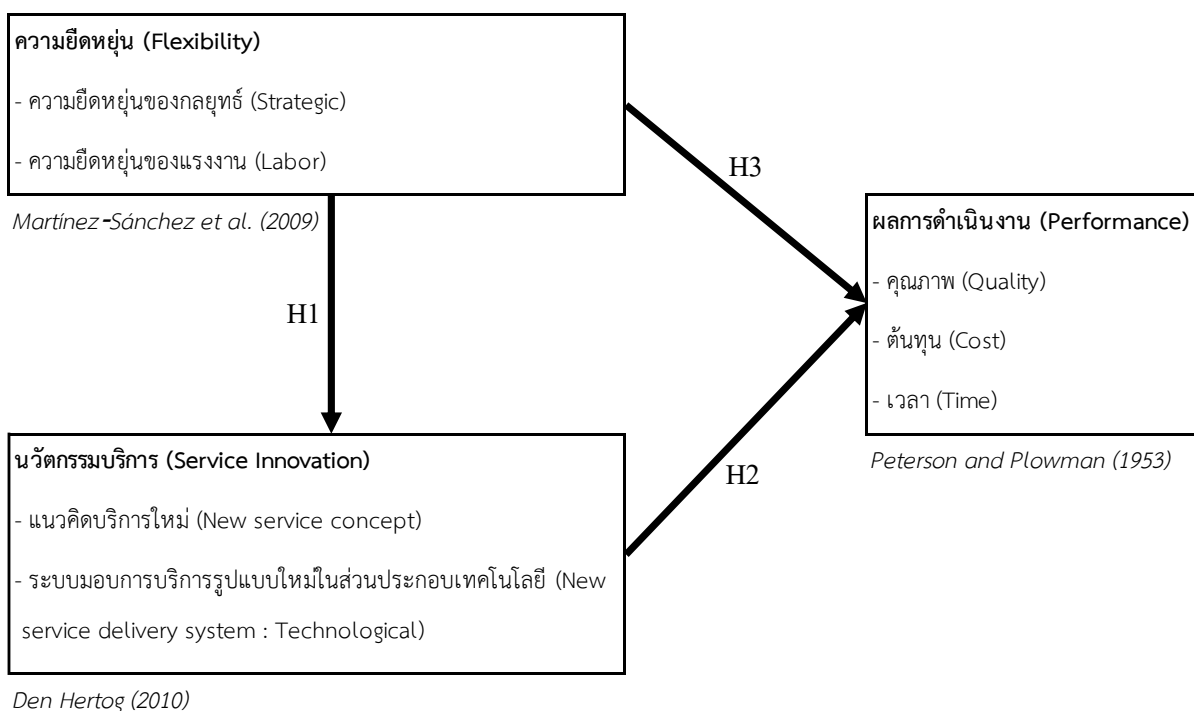 ความยืดหยุ่น (Flexibility)
- ความยืดหยุ่นของกลยุทธ์ (Strategic)
- ความยืดหยุ่นของแรงงาน (Labor)
Martínez-Sánchez et al. (2009)
H3
ผลการดำเนินงาน (Performance)
- คุณภาพ (Quality)
- ต้นทุน (Cost)
- เวลา (Time)
Peterson and Plowman (1953)
H1
นวัตกรรมบริการ (Service Innovation)
- แนวคิดบริการใหม่ (New service concept)
- ระบบมอบการบริการรูปแบบใหม่ในส่วนประกอบเทคโนโลยี (New
service delivery system : Technological)
H2
Den Hertog (2010)